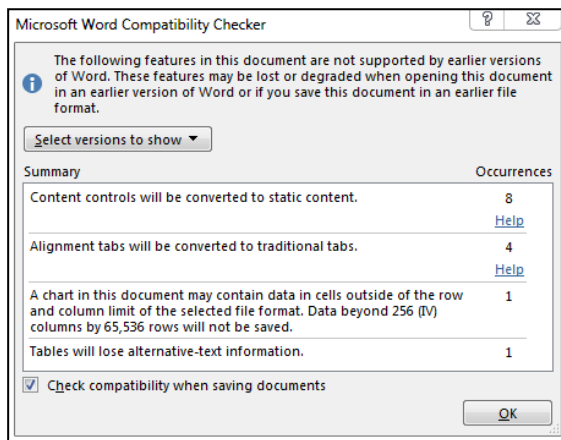 Microsoft Word Compatibility Checker
The following features in this document are not supported by earlier versions
of Word. These features may be lost or degraded when opening this document
in an earlier version of Word or if you save this document in an earlier file
format.
Select versions to show
Summary Occurrences
Content controls will be converted to static content. 8
Help
Alignment tabs will be converted to traditional tabs. 4
Help
A chart in this document may contain data in cells outside of the row 1
and column limit of the selected file format. Data beyond 256 (IV)
columns by 65,536 rows will not be saved.
Tables will lose alternative-text information. 1
Check compatibility when saving documents
OK